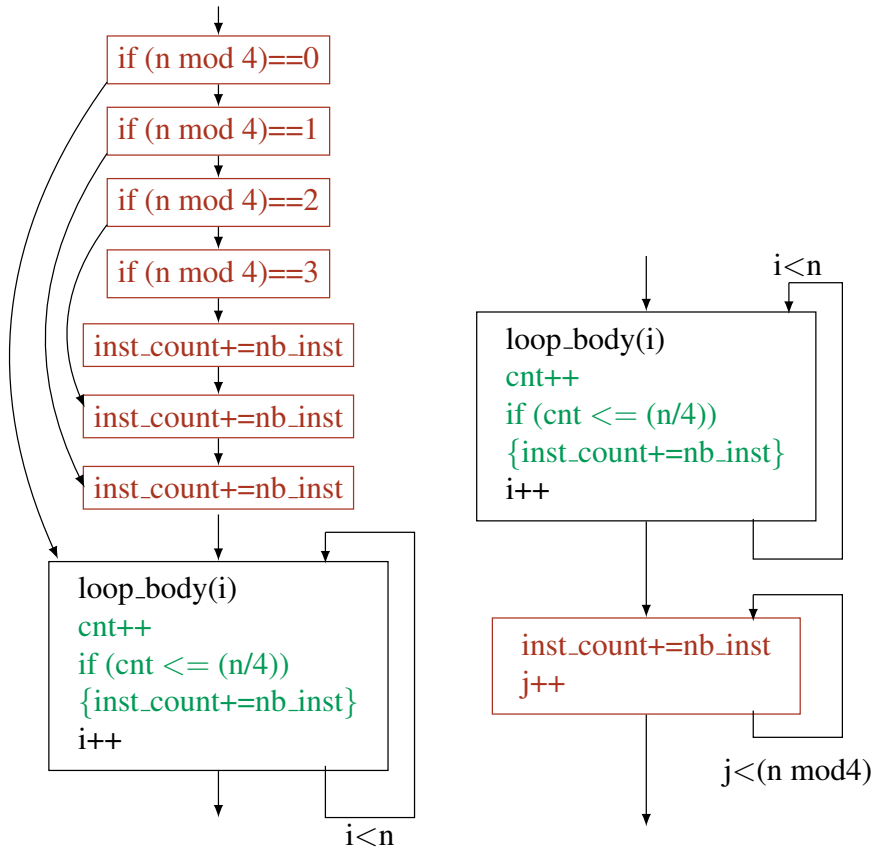 if (n mod 4)==0
if (n mod 4)==1
if (n mod 4)==2
if (n mod 4)==3
inst_count+=nb_inst
inst_count+=nb_inst
inst_count+=nb_inst
loop_body(i)
cnt++
if (cnt <= (n/4))
{inst_count+=nb_inst}
i++
i<n
i<n
loop_body(i)
cnt++
if (cnt <= (n/4))
{inst_count+=nb_inst}
i++
inst_count+=nb_inst
j++
j<(n mod4)